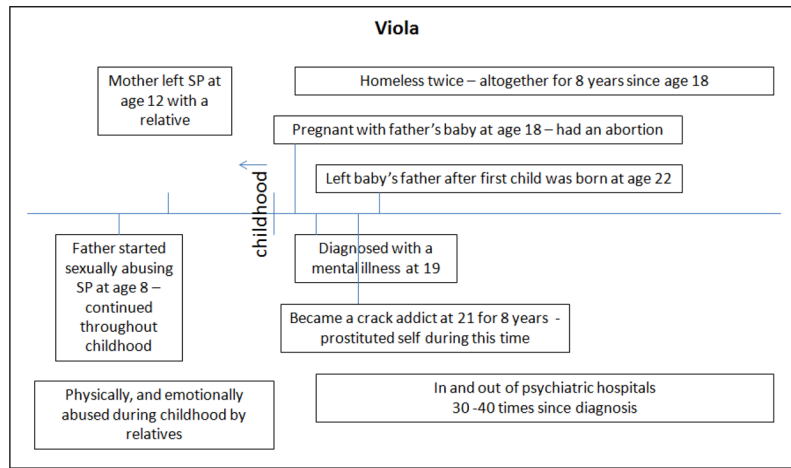 Viola
Mother left SP at
age 12 with a
relative
Homeless twice – altogether for 8 years since age 18
Pregnant with father's baby at age 18 – had an abortion
Left baby's father after first child was born at age 22
childhood
Father started
sexually abusing
SP at age 8 –
continued
throughout
childhood
Diagnosed with a
mental illness at 19
Became a crack addict at 21 for 8 years -
prostituted self during this time
Physically, and emotionally
abused during childhood by
relatives
In and out of psychiatric hospitals
30 -40 times since diagnosis